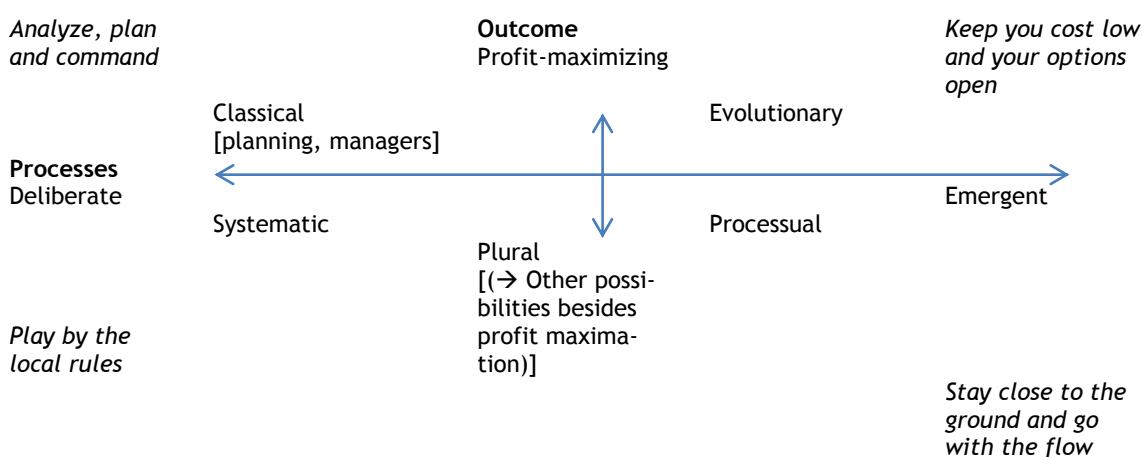 Analyze, plan
and command
Outcome
Profit-maximizing
Keep you cost low
and your options
open
Classical
[planning, managers]
Evolutionary
Processes
Deliberate
Emergent
Systematic
Processual
Plural
[(→ Other possi-
bilities besides
profit maxima-
tion)]
Play by the
local rules
Stay close to the
ground and go
with the flow